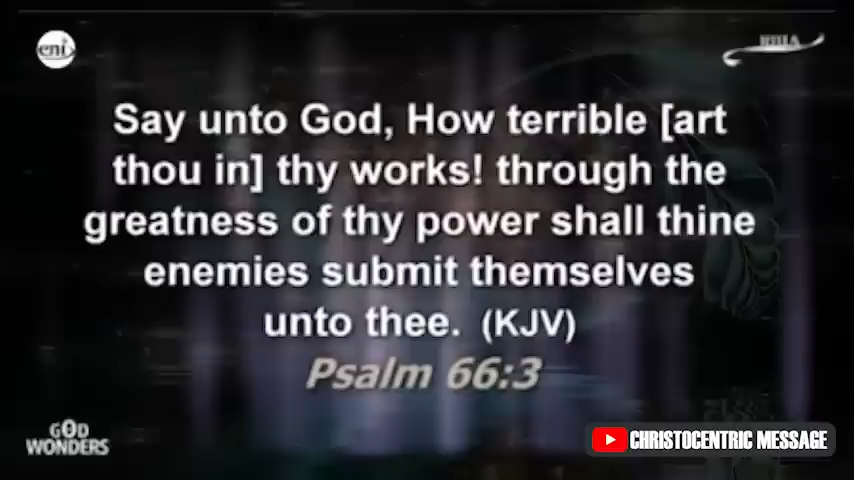 eni
Say unto God, How terrible [art
thou in] thy works! through the
greatness of thy power shall thine
enemies submit themselves
unto thee. (KJV)
Psalm 66:3
GOD
WONDERS
CHRISTOCENTRIC MESSAGE